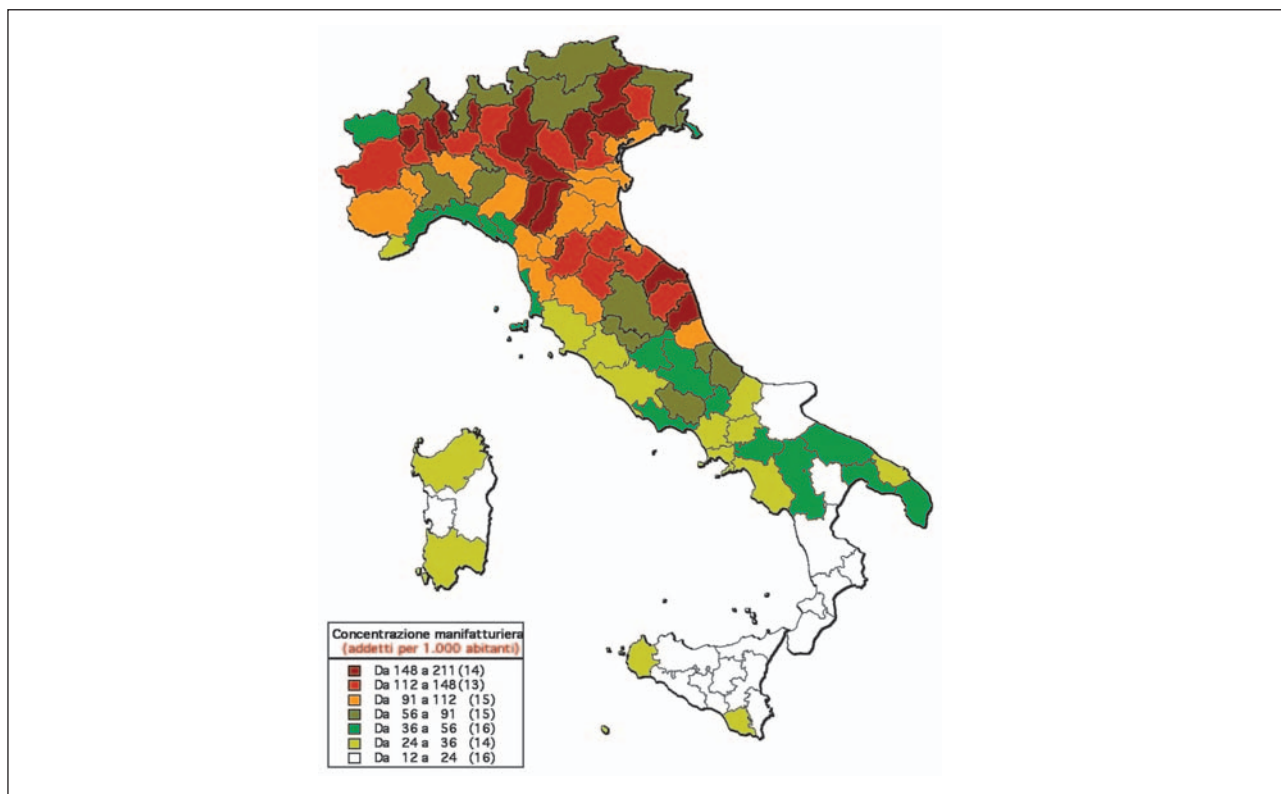 Concentrazione manifatturiera
(addetti per 1.000 abitanti)
Da 148 a 211 (14)
Da 112 a 148 (13)
Da 91 a 112 (15)
Da 56 a 91 (15)
Da 36 a 56 (16)
Da 24 a 36 (14)
Da 12 a 24 (16)